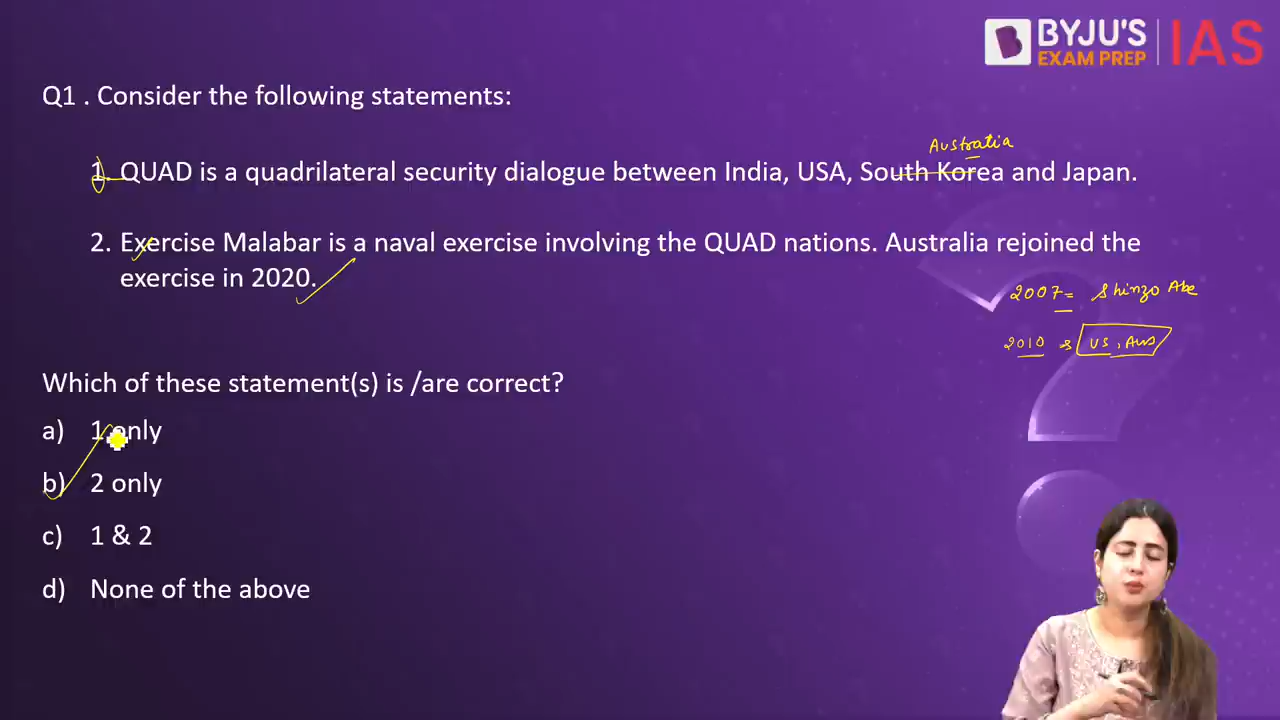 BYJU'S
EXAM PREP
IAS
Q1 . Consider the following statements:
Australia
1. QUAD is a quadrilateral security dialogue between India, USA, South Korea and Japan.
2. Exercise Malabar is a naval exercise involving the QUAD nations. Australia rejoined the
exercise in 2020.
2007 = Shinzo Abe
2010 US, Aus
Which of these statement(s) is /are correct?
a) 1 only
b) 2 only
c) 1 & 2
d) None of the above